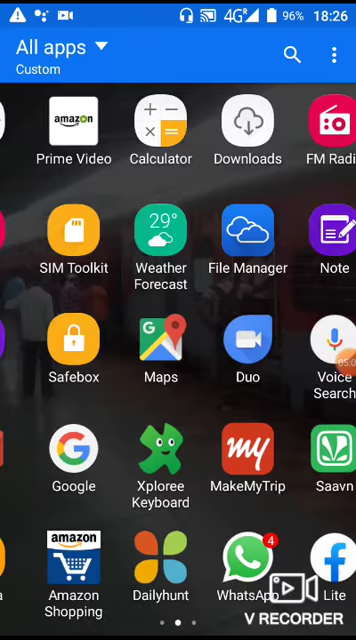 4G R 96% 18:26
All apps
Custom
amazon
Prime Video Calculator Downloads FM Radi
29°
SIM Toolkit Weather Forecast File Manager Note
G
Safebox Maps Duo Voice Search
05:0
G
my
Google Xploree Keyboard MakeMyTrip Saavn
amazon
4
a Amazon Shopping Dailyhunt WhatsApp Lite
V RECORDER